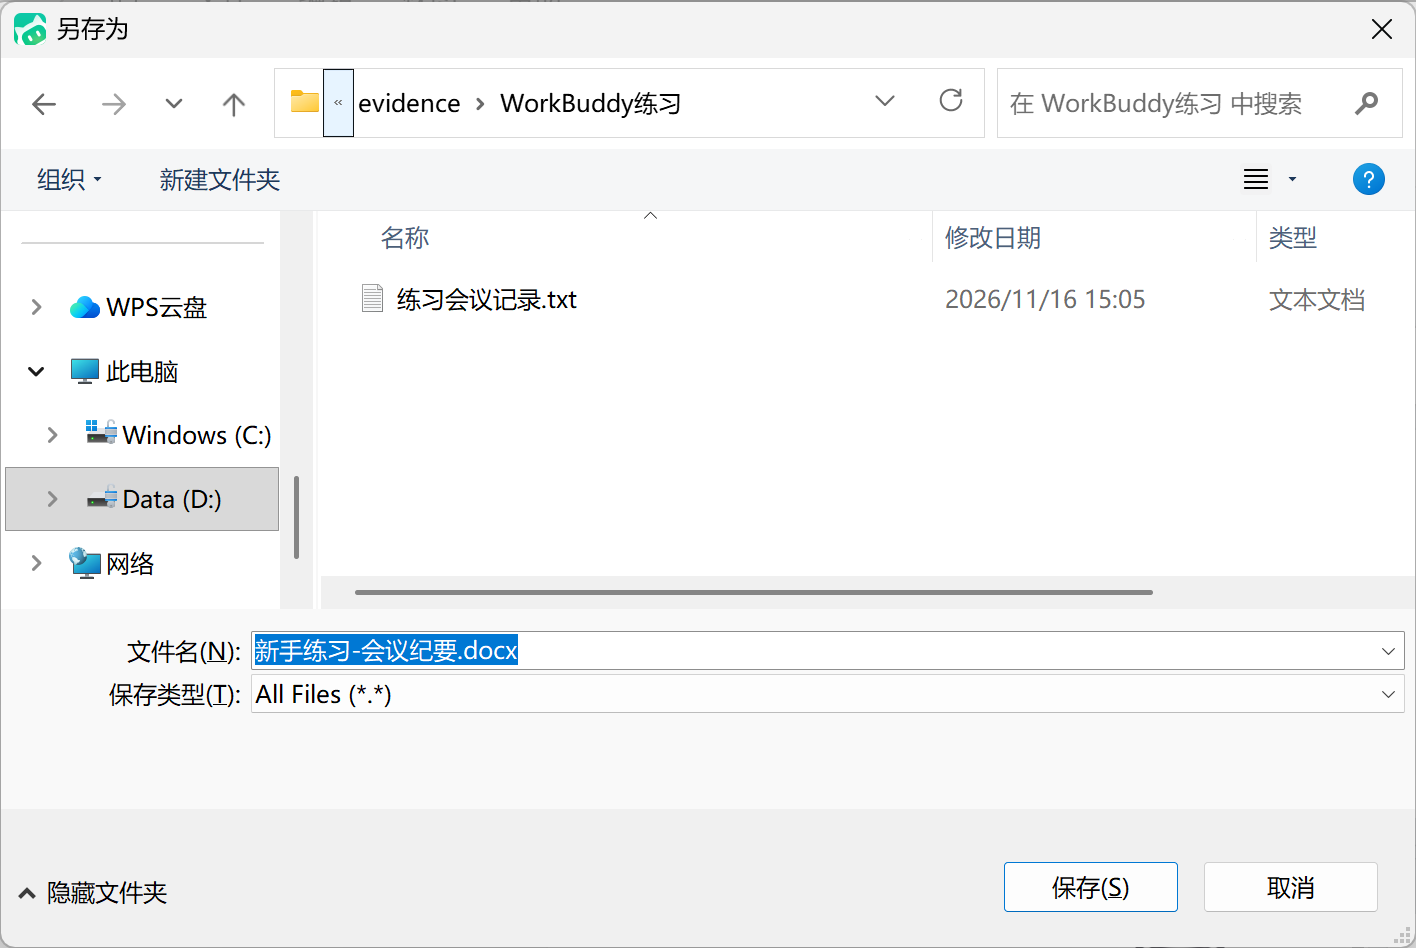 另存为
« evidence › WorkBuddy练习
在 WorkBuddy练习 中搜索
组织
新建文件夹
?
名称
修改日期
类型
练习会议记录.txt
2026/11/16 15:05
文本文档
WPS云盘
此电脑
Windows (C:)
Data (D:)
网络
文件名(N):
新手练习-会议纪要.docx
保存类型(T):
All Files (*.*)
隐藏文件夹
保存(S)
取消